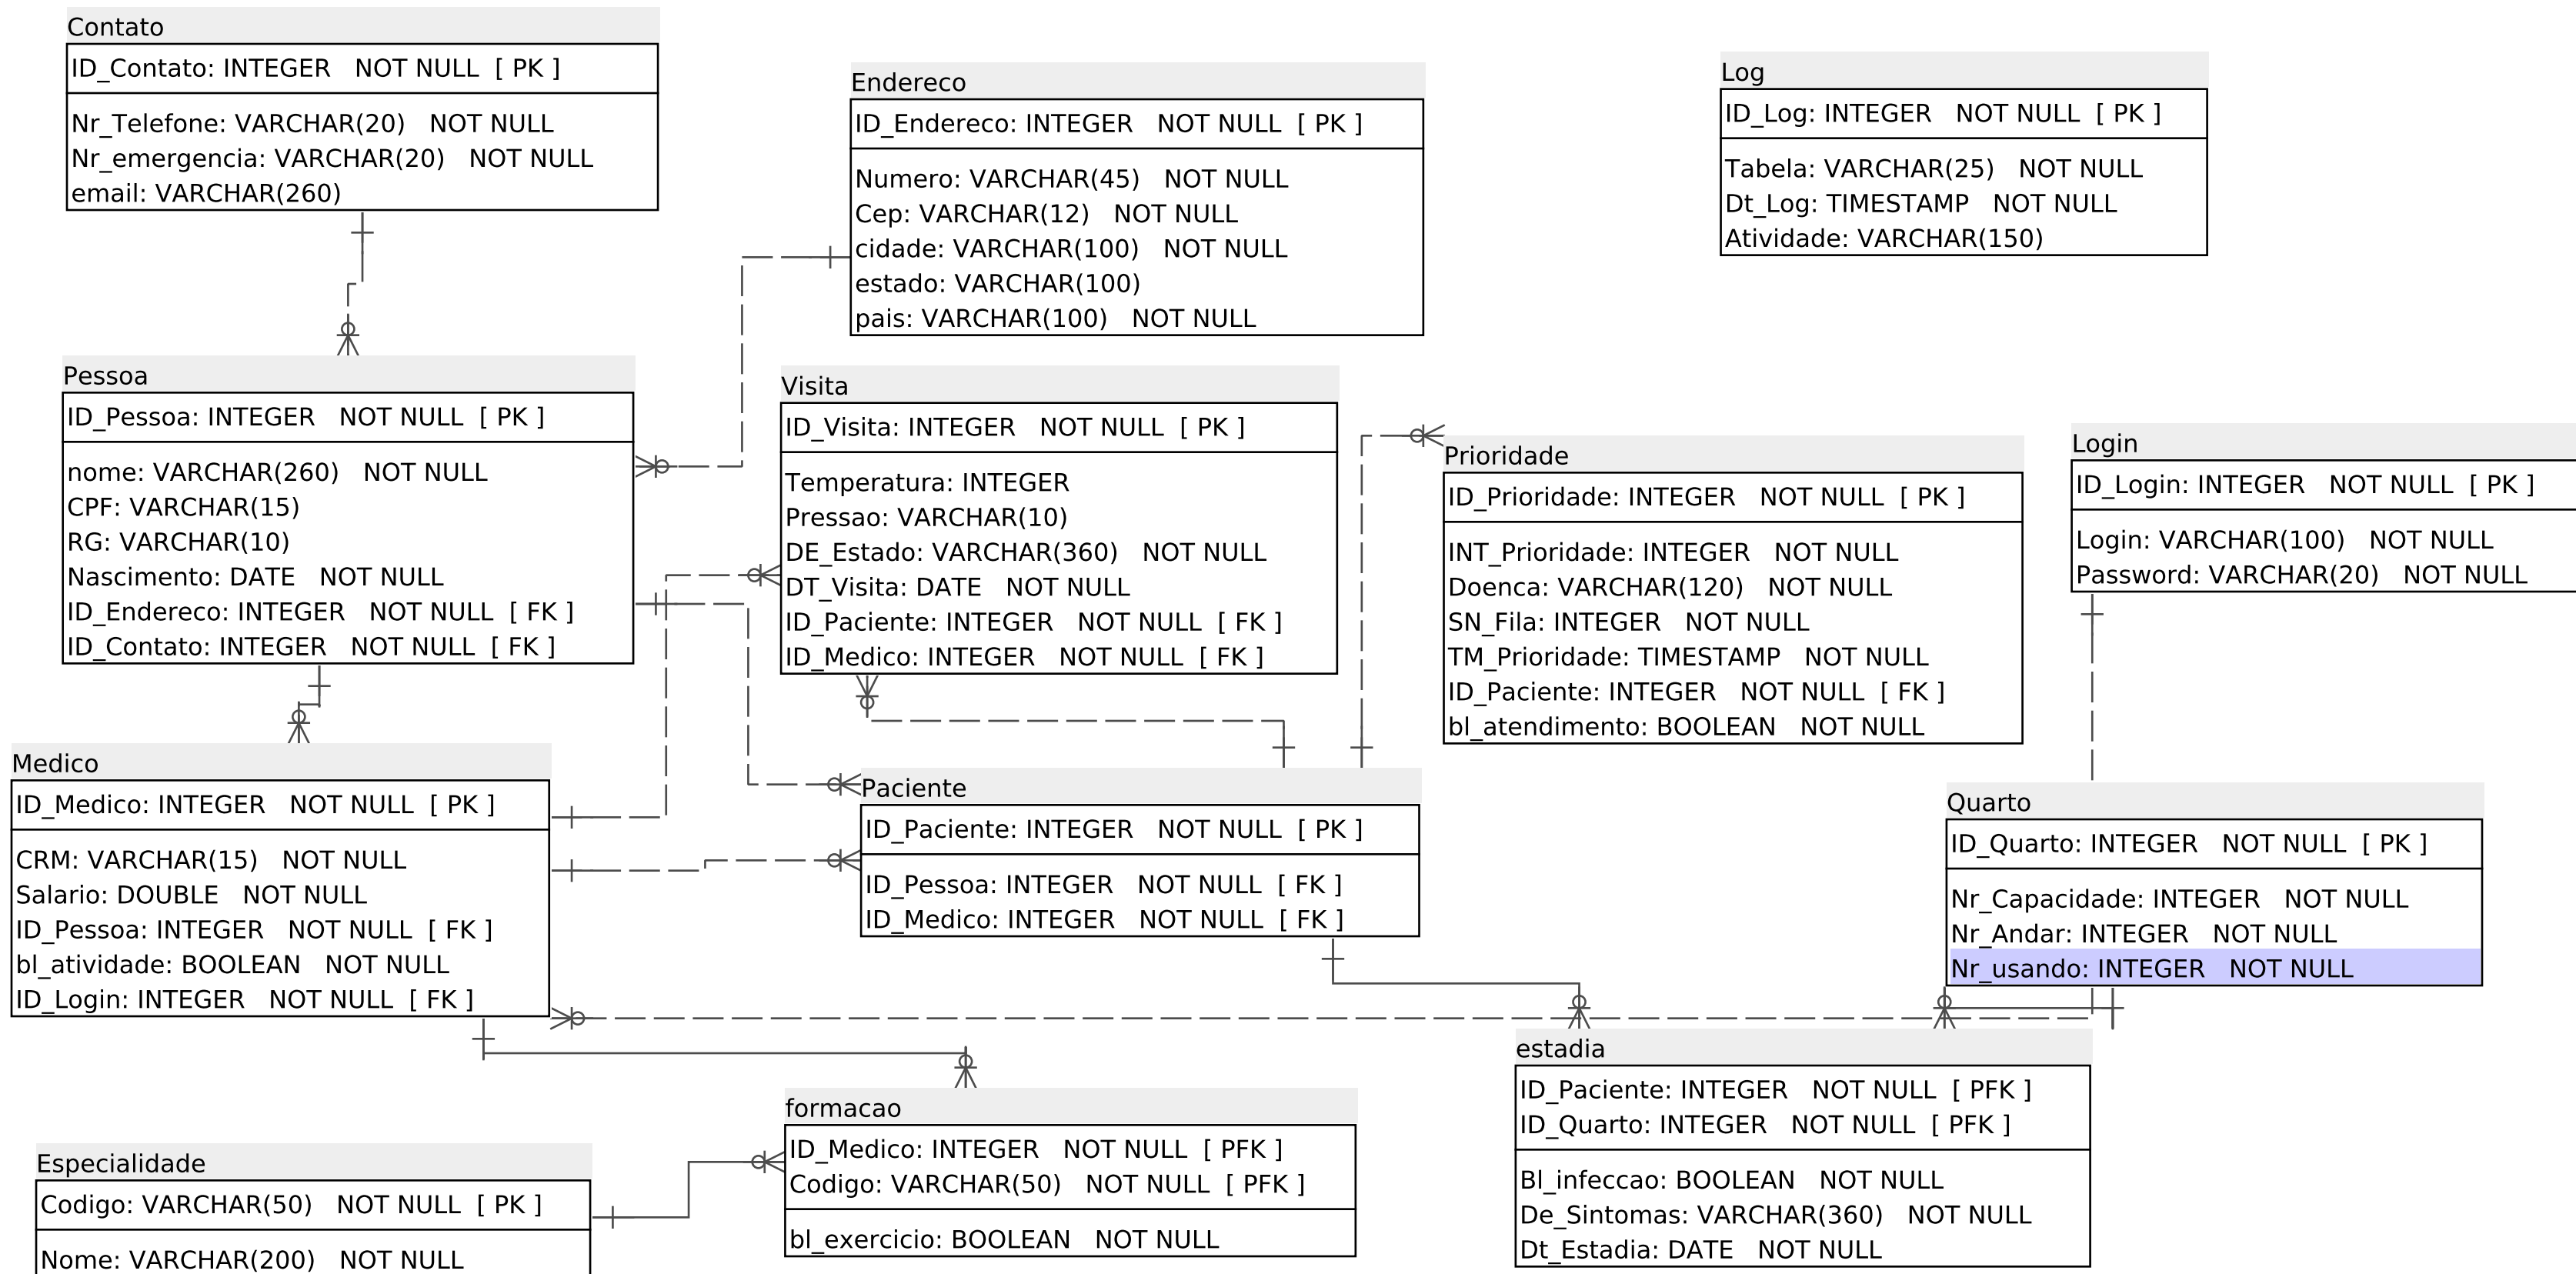 Contato
ID_Contato: INTEGER NOT NULL [ PK ]
Nr_Telefone: VARCHAR(20) NOT NULL
Nr_emergencia: VARCHAR(20) NOT NULL
email: VARCHAR(260)
Endereco
ID_Endereco: INTEGER NOT NULL [ PK ]
Numero: VARCHAR(45) NOT NULL
Cep: VARCHAR(12) NOT NULL
cidade: VARCHAR(100) NOT NULL
estado: VARCHAR(100)
pais: VARCHAR(100) NOT NULL
Log
ID_Log: INTEGER NOT NULL [ PK ]
Tabela: VARCHAR(25) NOT NULL
Dt_Log: TIMESTAMP NOT NULL
Atividade: VARCHAR(150)
Pessoa
ID_Pessoa: INTEGER NOT NULL [ PK ]
nome: VARCHAR(260) NOT NULL
CPF: VARCHAR(15)
RG: VARCHAR(10)
Nascimento: DATE NOT NULL
ID_Endereco: INTEGER NOT NULL [ FK ]
ID_Contato: INTEGER NOT NULL [ FK ]
Visita
ID_Visita: INTEGER NOT NULL [ PK ]
Temperatura: INTEGER
Pressao: VARCHAR(10)
DE_Estado: VARCHAR(360) NOT NULL
DT_Visita: DATE NOT NULL
ID_Paciente: INTEGER NOT NULL [ FK ]
ID_Medico: INTEGER NOT NULL [ FK ]
Prioridade
ID_Prioridade: INTEGER NOT NULL [ PK ]
INT_Prioridade: INTEGER NOT NULL
Doenca: VARCHAR(120) NOT NULL
SN_Fila: INTEGER NOT NULL
TM_Prioridade: TIMESTAMP NOT NULL
ID_Paciente: INTEGER NOT NULL [ FK ]
bl_atendimento: BOOLEAN NOT NULL
Login
ID_Login: INTEGER NOT NULL [ PK ]
Login: VARCHAR(100) NOT NULL
Password: VARCHAR(20) NOT NULL
Medico
ID_Medico: INTEGER NOT NULL [ PK ]
CRM: VARCHAR(15) NOT NULL
Salario: DOUBLE NOT NULL
ID_Pessoa: INTEGER NOT NULL [ FK ]
bl_atividade: BOOLEAN NOT NULL
ID_Login: INTEGER NOT NULL [ FK ]
Paciente
ID_Paciente: INTEGER NOT NULL [ PK ]
ID_Pessoa: INTEGER NOT NULL [ FK ]
ID_Medico: INTEGER NOT NULL [ FK ]
Quarto
ID_Quarto: INTEGER NOT NULL [ PK ]
Nr_Capacidade: INTEGER NOT NULL
Nr_Andar: INTEGER NOT NULL
Nr_usando: INTEGER NOT NULL
Especialidade
Codigo: VARCHAR(50) NOT NULL [ PK ]
Nome: VARCHAR(200) NOT NULL
formacao
ID_Medico: INTEGER NOT NULL [ PFK ]
Codigo: VARCHAR(50) NOT NULL [ PFK ]
bl_exercicio: BOOLEAN NOT NULL
estadia
ID_Paciente: INTEGER NOT NULL [ PFK ]
ID_Quarto: INTEGER NOT NULL [ PFK ]
Bl_infeccao: BOOLEAN NOT NULL
De_Sintomas: VARCHAR(360) NOT NULL
Dt_Estadia: DATE NOT NULL